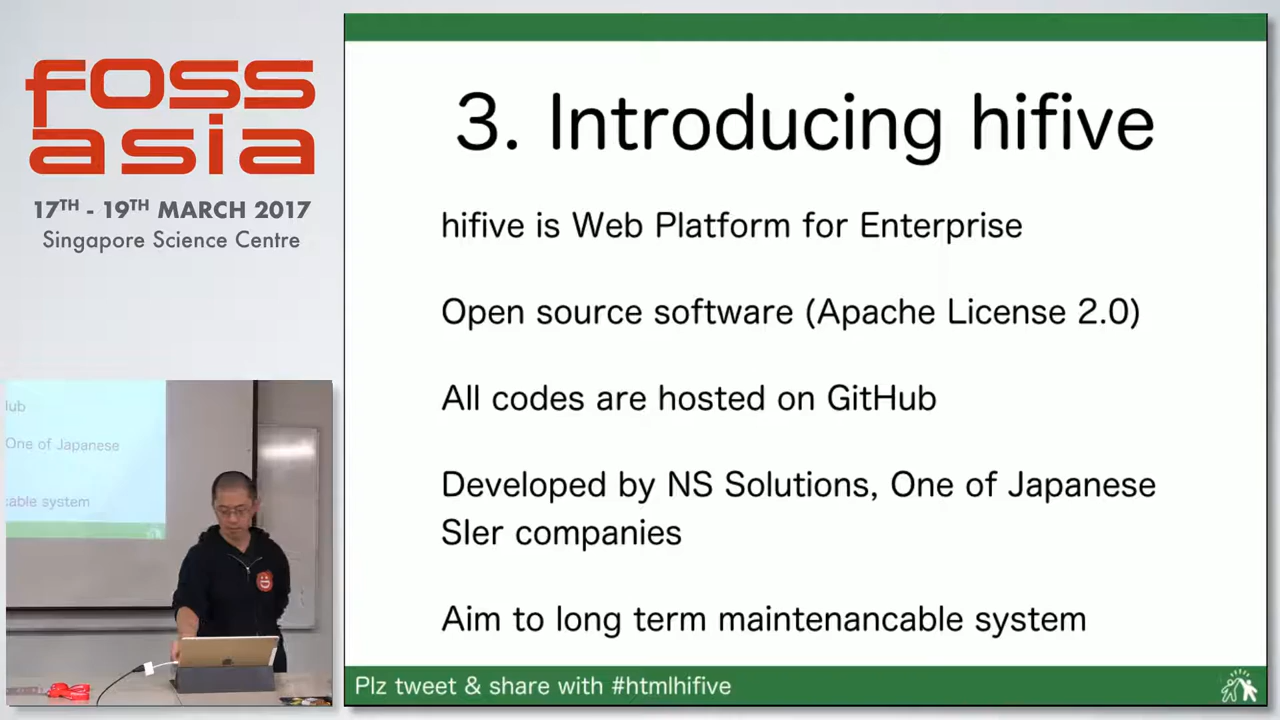 foss
asia
17TH - 19TH MARCH 2017
Singapore Science Centre
3. Introducing hifive
hifive is Web Platform for Enterprise
Open source software (Apache License 2.0)
All codes are hosted on GitHub
Developed by NS Solutions, One of Japanese
SIer companies
Aim to long term maintenancable system
Plz tweet & share with #htmlhifive
Hub
One of Japanese
cable system